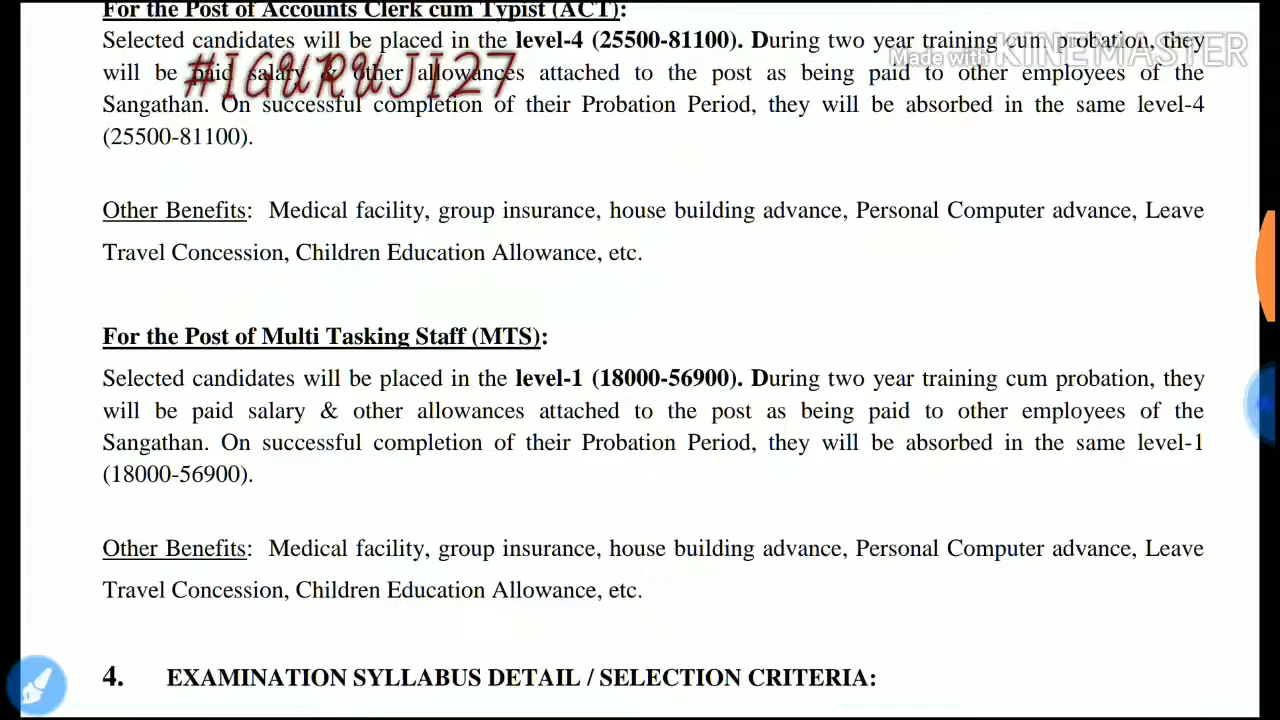 For the Post of Accounts Clerk cum Typist (ACT):
Selected candidates will be placed in the level-4 (25500-81100). During two year training cum probation, they
Made with KINEMASTER
will be paid salary & other allowances attached to the post as being paid to other employees of the
#IGURUJI27
Sangathan. On successful completion of their Probation Period, they will be absorbed in the same level-4
(25500-81100).
Other Benefits: Medical facility, group insurance, house building advance, Personal Computer advance, Leave
Travel Concession, Children Education Allowance, etc.
For the Post of Multi Tasking Staff (MTS):
Selected candidates will be placed in the level-1 (18000-56900). During two year training cum probation, they
will be paid salary & other allowances attached to the post as being paid to other employees of the
Sangathan. On successful completion of their Probation Period, they will be absorbed in the same level-1
(18000-56900).
Other Benefits: Medical facility, group insurance, house building advance, Personal Computer advance, Leave
Travel Concession, Children Education Allowance, etc.
4. EXAMINATION SYLLABUS DETAIL / SELECTION CRITERIA: